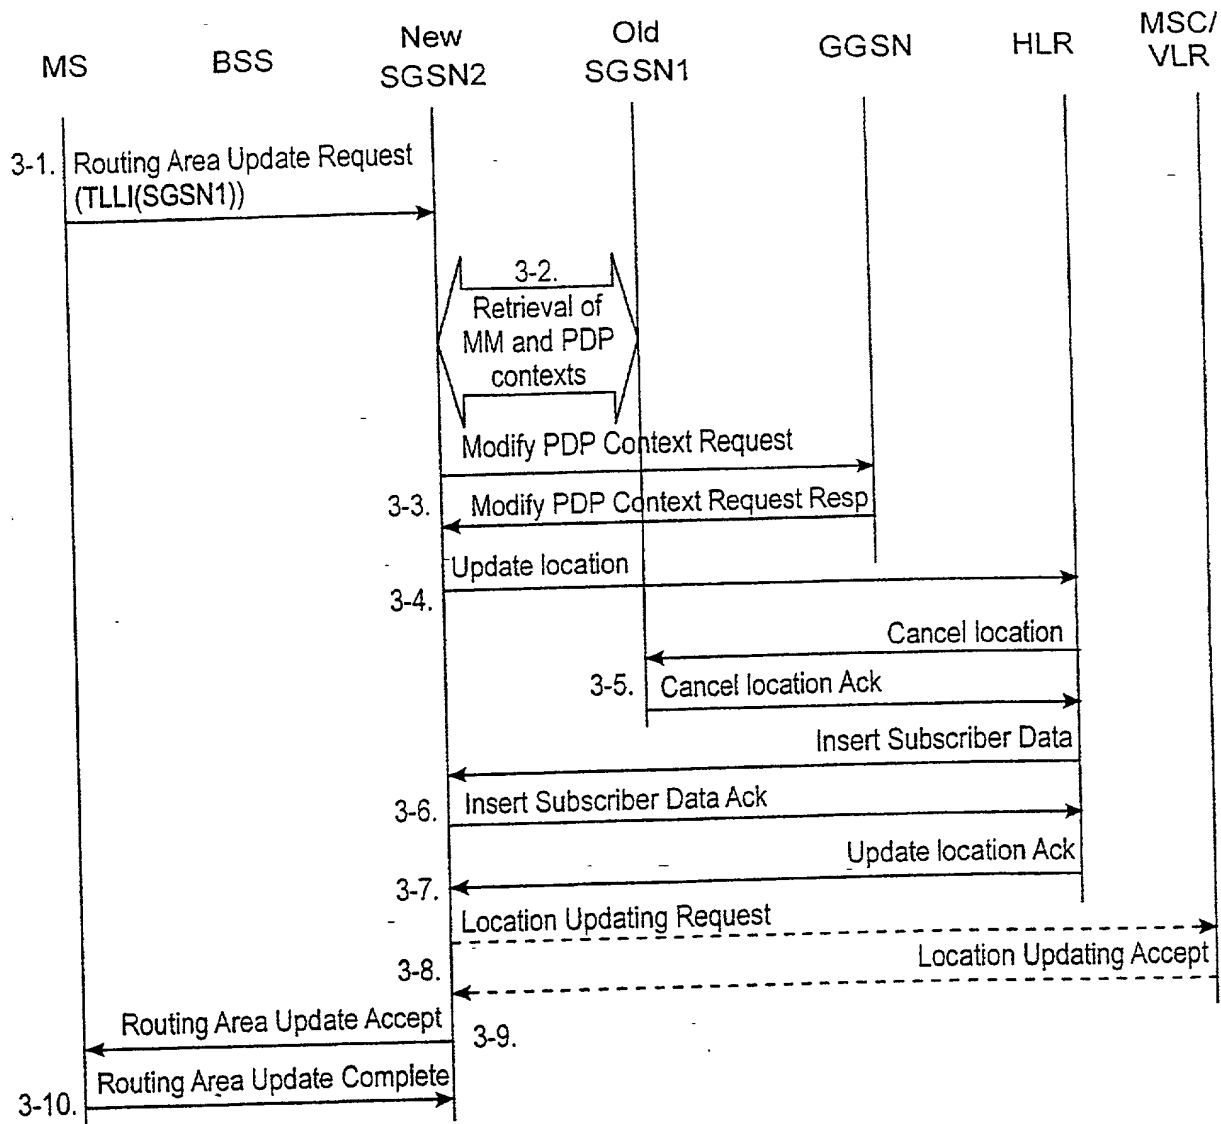 MS
BSS
New
SGSN2
Old
SGSN1
GGSN
HLR
MSC/
VLR
3-1. Routing Area Update Request
(TLLI(SGSN1))
3-2.
Retrieval of
MM and PDP
contexts
Modify PDP Context Request
3-3. Modify PDP Context Request Resp
Update location
3-4.
Cancel location
3-5. Cancel location Ack
Insert Subscriber Data
3-6. Insert Subscriber Data Ack
Update location Ack
3-7.
Location Updating Request
3-8. Location Updating Accept
Routing Area Update Accept
3-9.
Routing Area Update Complete
3-10.